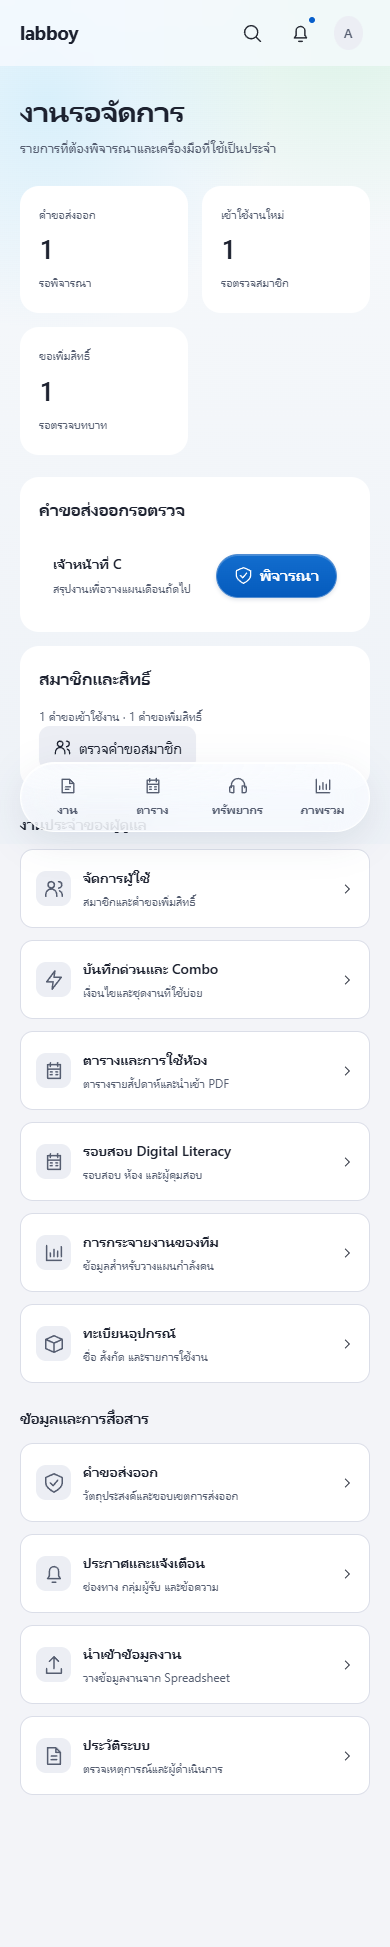 labboy
A
งานรอจัดการ
รายการที่ต้องพิจารณาและเครื่องมือที่ใช้เป็นประจำ
คำขอส่งออก
1
รอพิจารณา
เข้าใช้งานใหม่
1
รอตรวจสมาชิก
ขอเพิ่มสิทธิ์
1
รอตรวจบทบาท
คำขอส่งออกรอตรวจ
เจ้าหน้าที่ C
สรุปงานเพื่อวางแผนเดือนถัดไป
พิจารณา
สมาชิกและสิทธิ์
1 คำขอเข้าใช้งาน · 1 คำขอเพิ่มสิทธิ์
ตรวจคำขอสมาชิก
งาน
ตาราง
ทรัพยากร
ภาพรวม
งานประจำของผู้ดูแล
จัดการผู้ใช้
สมาชิกและคำขอเพิ่มสิทธิ์
บันทึกด่วนและ Combo
เงื่อนไขและชุดงานที่ใช้บ่อย
ตารางและการใช้ห้อง
ตารางรายสัปดาห์และนำเข้า PDF
รอบสอบ Digital Literacy
รอบสอบ ห้อง และผู้คุมสอบ
การกระจายงานของทีม
ข้อมูลสำหรับวางแผนกำลังคน
ทะเบียนอุปกรณ์
ชื่อ สังกัด และรายการใช้งาน
ข้อมูลและการสื่อสาร
คำขอส่งออก
วัตถุประสงค์และขอบเขตการส่งออก
ประกาศและแจ้งเตือน
ช่องทาง กลุ่มผู้รับ และข้อความ
นำเข้าข้อมูลงาน
วางข้อมูลงานจาก Spreadsheet
ประวัติระบบ
ตรวจเหตุการณ์และผู้ดำเนินการ